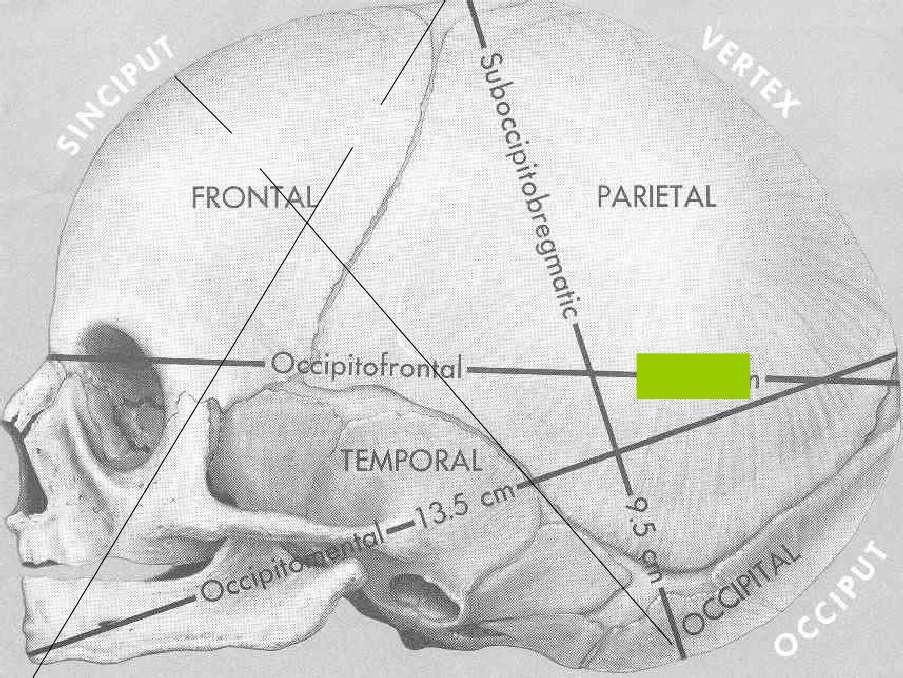 SINCIPUT
VERTEX
Suboccipitobregmatic
FRONTAL
PARIETAL
Occipitofrontal
TEMPORAL
13.5 cm
9.5 cm
Occipitomental
OCCIPITAL
OCCIPUT